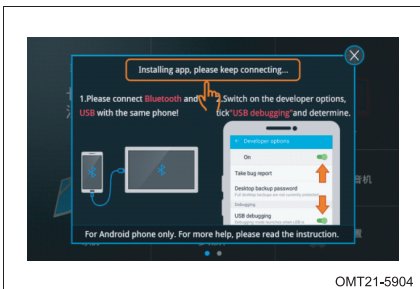 Installing app, please keep connecting...
1.Please connect Bluetooth and
USB with the same phone!
2.Switch on the developer options,
tick"USB debugging"and determine.
Developer options
On
Take bug report
Desktop backup password
Debugging
USB debugging
For Android phone only. For more help, please read the instruction.
音机
OMT21-5904